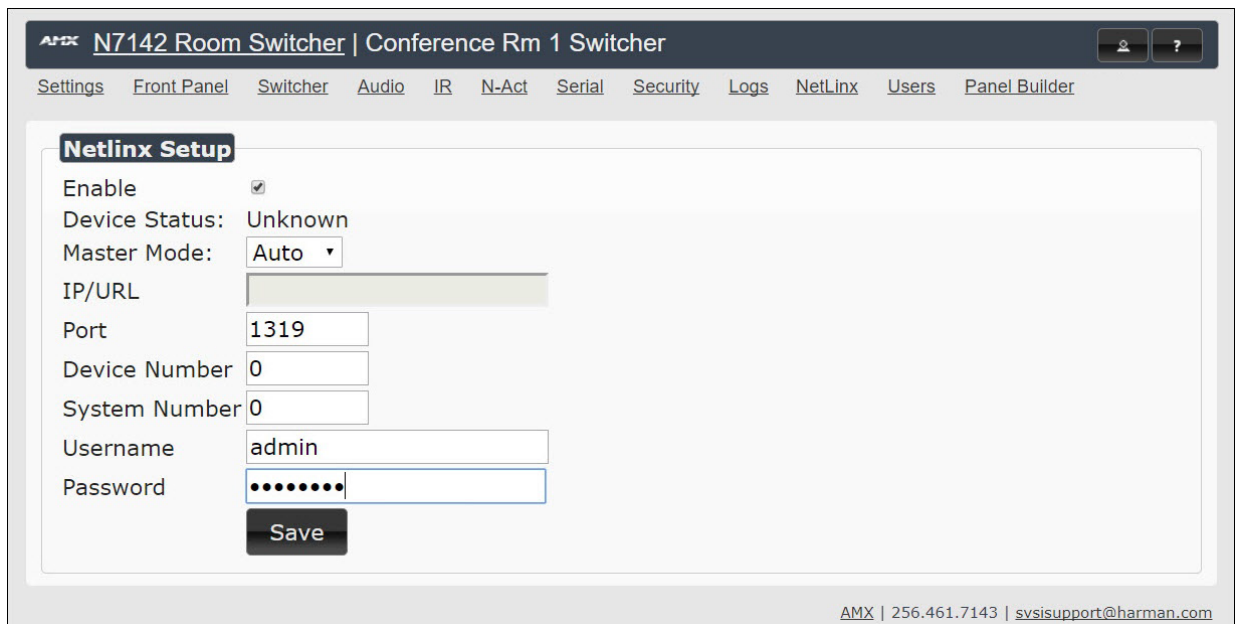 AMX N7142 Room Switcher | Conference Rm 1 Switcher ?
Settings Front Panel Switcher Audio IR N-Act Serial Security Logs NetLinx Users Panel Builder
Netlinx Setup
Enable
Device Status: Unknown
Master Mode: Auto
IP/URL
Port 1319
Device Number 0
System Number 0
Username admin
Password ••••••••
Save
AMX | 256.461.7143 | svsisupport@harman.com